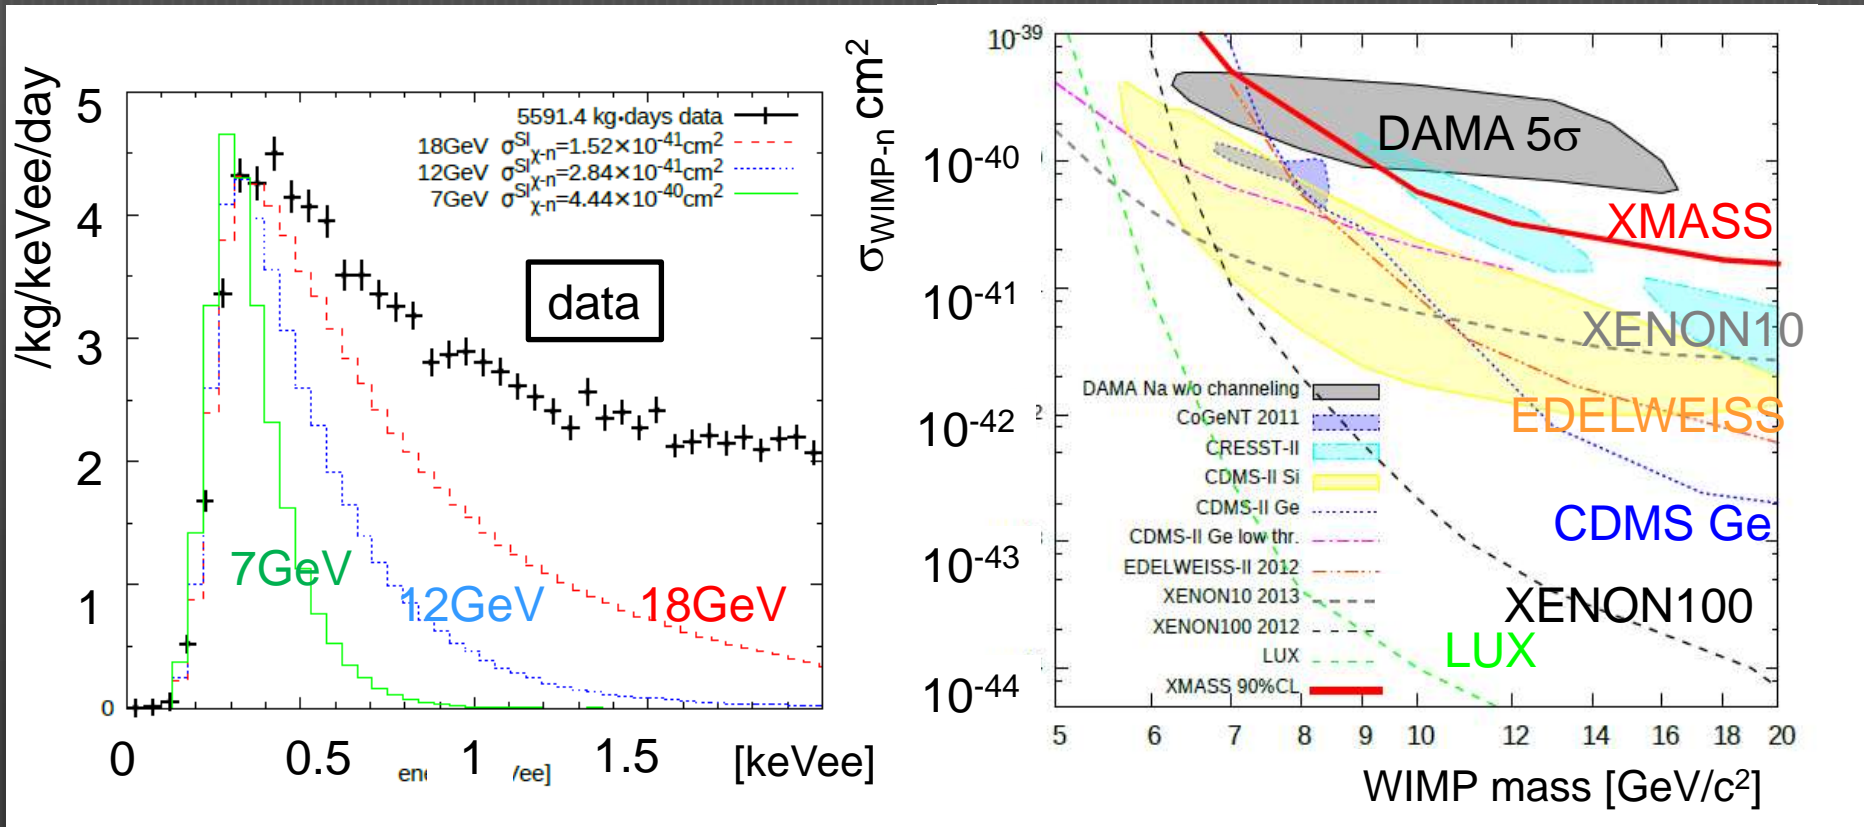 /kg/keVee/day
5
4
3
2
1
0
5591.4 kg•days data
18GeV σSIχ-n=1.52×10-41cm2
12GeV σSIχ-n=2.84×10-41cm2
7GeV σSIχ-n=4.44×10-40cm2
data
7GeV
12GeV
18GeV
0 0.5 1 1.5 [keVee]
σWIMP-n cm2
10-39
10-40
10-41
10-42
10-43
10-44
DAMA 5σ
XMASS
XENON10
EDELWEISS
CDMS Ge
XENON100
LUX
DAMA Na w/o channeling
CoGeNT 2011
CRESST-II
CDMS-II Si
CDMS-II Ge
CDMS-II Ge low thr.
EDELWEISS-II 2012
XENON10 2013
XENON100 2012
LUX
XMASS 90%CL
5 6 7 8 9 10 12 14 16 18 20
WIMP mass [GeV/c2]